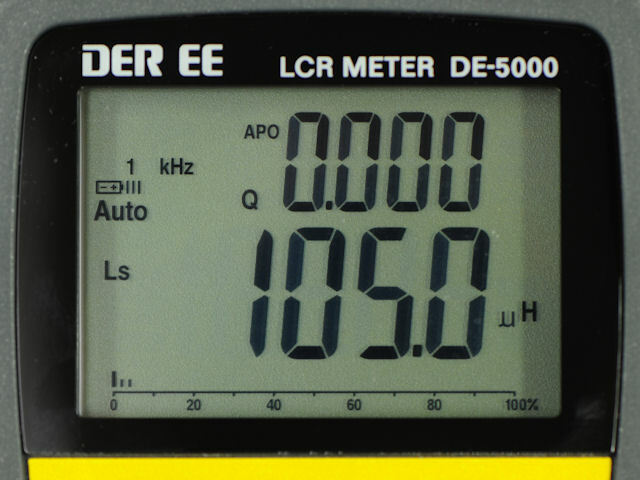 DER EE LCR METER DE-5000
APO 0.000
1 kHz
Q
Auto
Ls
105.0 µH
0 20 40 60 80 100%